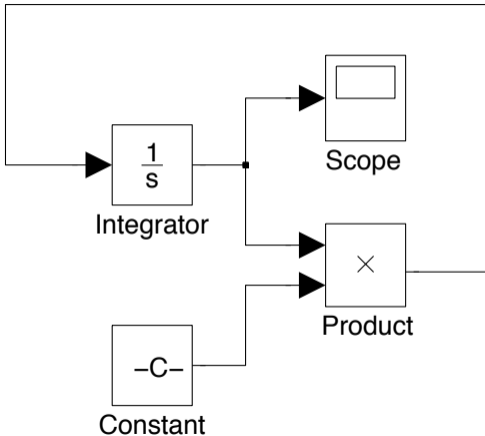 1
s
Integrator
Scope
×
Product
−C−
Constant